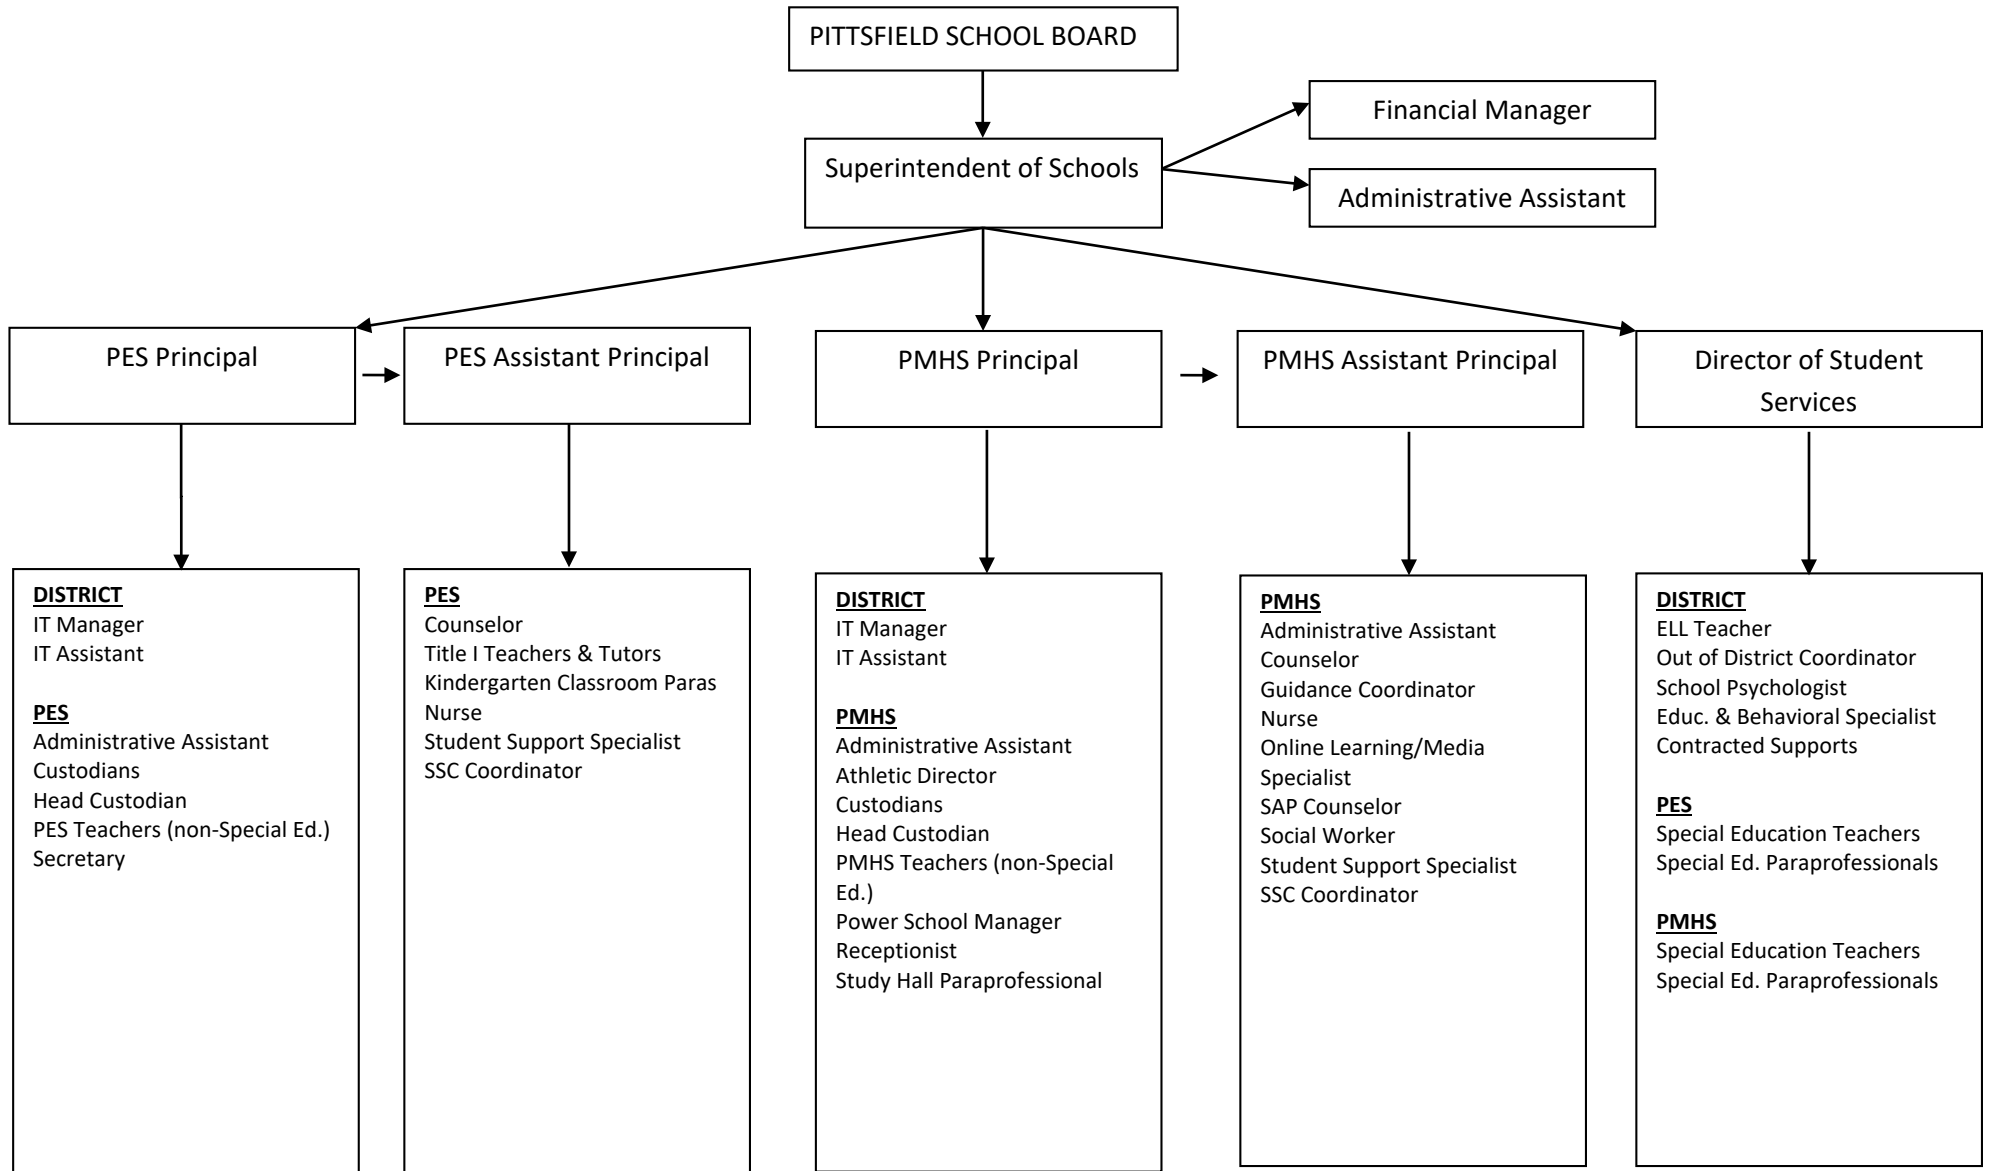 PITTSFIELD SCHOOL BOARD
Financial Manager
Superintendent of Schools
Administrative Assistant
PES Principal
PES Assistant Principal
PMHS Principal
PMHS Assistant Principal
Director of Student
Services
DISTRICT
IT Manager
IT Assistant
PES
Administrative Assistant
Custodians
Head Custodian
PES Teachers (non-Special Ed.)
Secretary
PES
Counselor
Title I Teachers & Tutors
Kindergarten Classroom Paras
Nurse
Student Support Specialist
SSC Coordinator
DISTRICT
IT Manager
IT Assistant
PMHS
Administrative Assistant
Athletic Director
Custodians
Head Custodian
PMHS Teachers (non-Special
Ed.)
Power School Manager
Receptionist
Study Hall Paraprofessional
PMHS
Administrative Assistant
Counselor
Guidance Coordinator
Nurse
Online Learning/Media
Specialist
SAP Counselor
Social Worker
Student Support Specialist
SSC Coordinator
DISTRICT
ELL Teacher
Out of District Coordinator
School Psychologist
Educ. & Behavioral Specialist
Contracted Supports
PES
Special Education Teachers
Special Ed. Paraprofessionals
PMHS
Special Education Teachers
Special Ed. Paraprofessionals